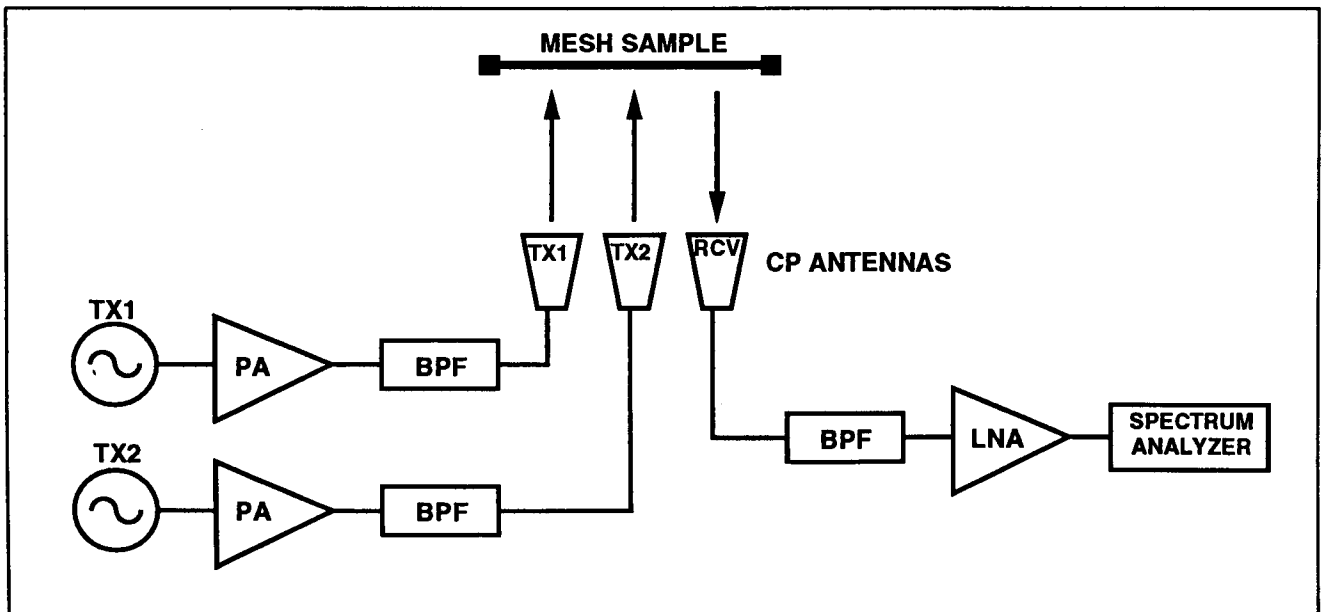 MESH SAMPLE
TX1
TX2
RCV
CP ANTENNAS
TX1
PA
BPF
TX2
PA
BPF
BPF
LNA
SPECTRUM
ANALYZER